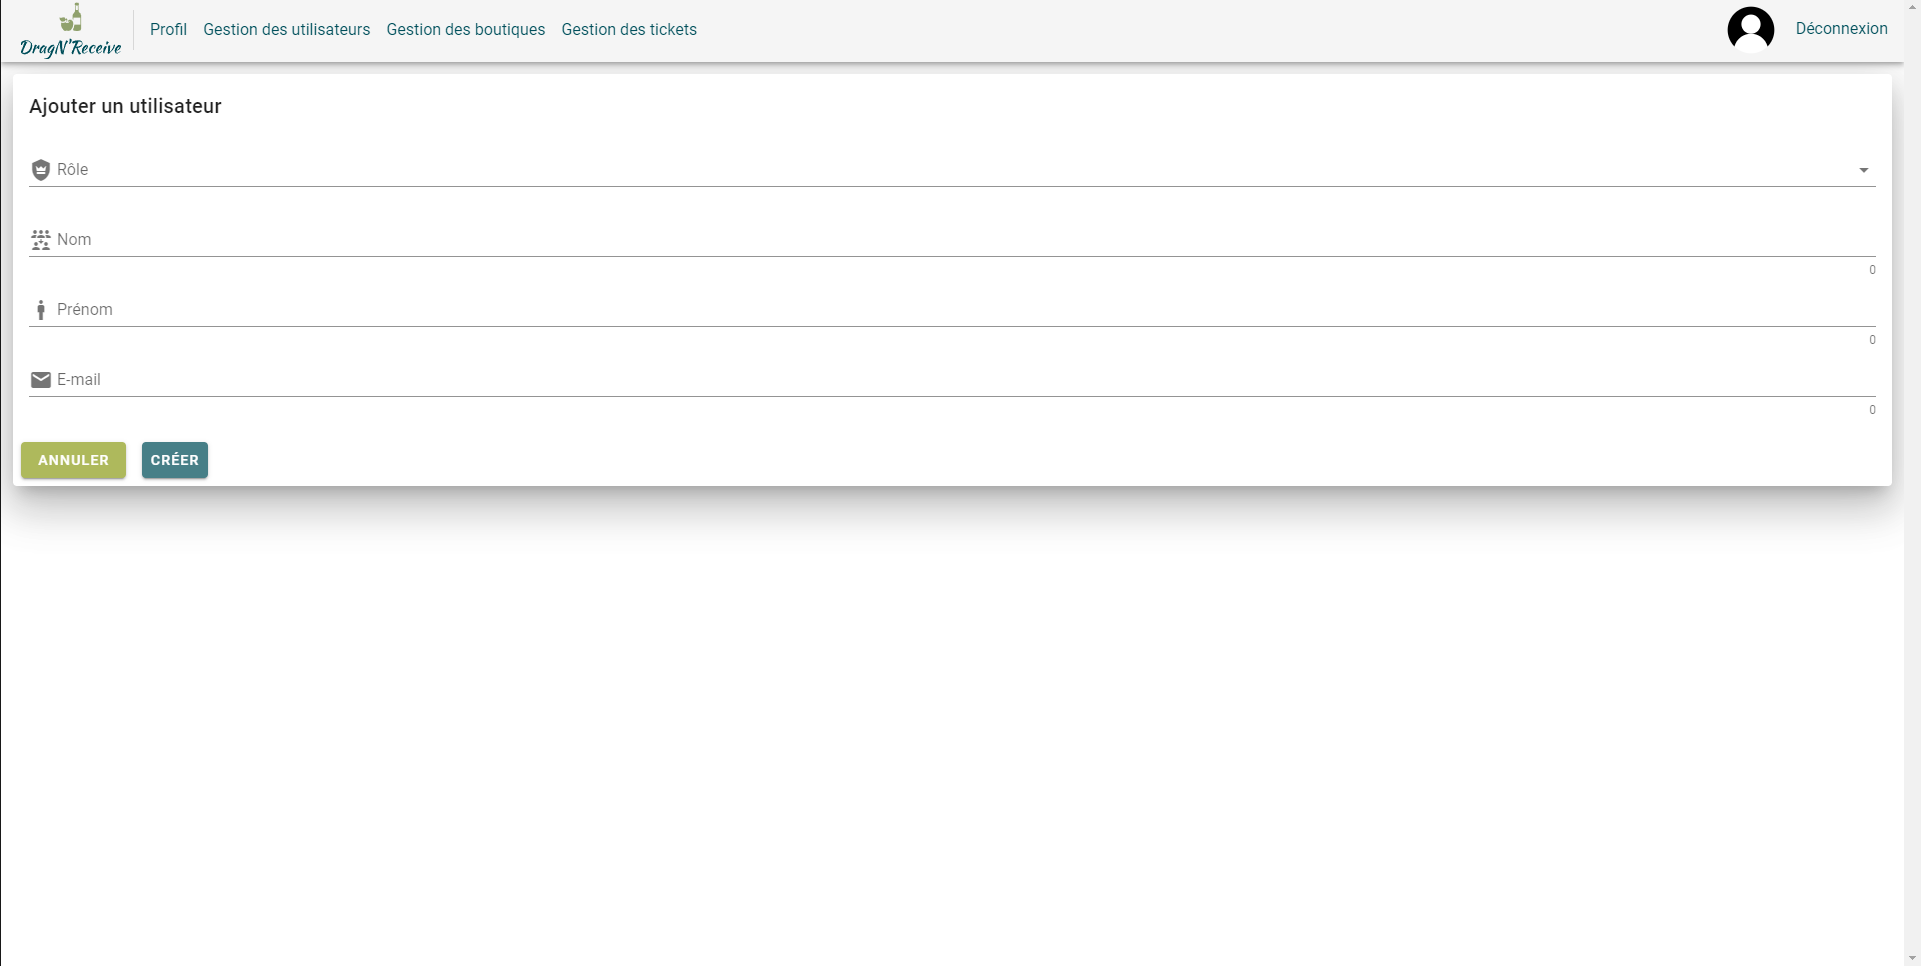 DragN'Receive
Profil Gestion des utilisateurs Gestion des boutiques Gestion des tickets Déconnexion
Ajouter un utilisateur
Rôle
Nom
0
Prénom
0
E-mail
0
ANNULER CRÉER